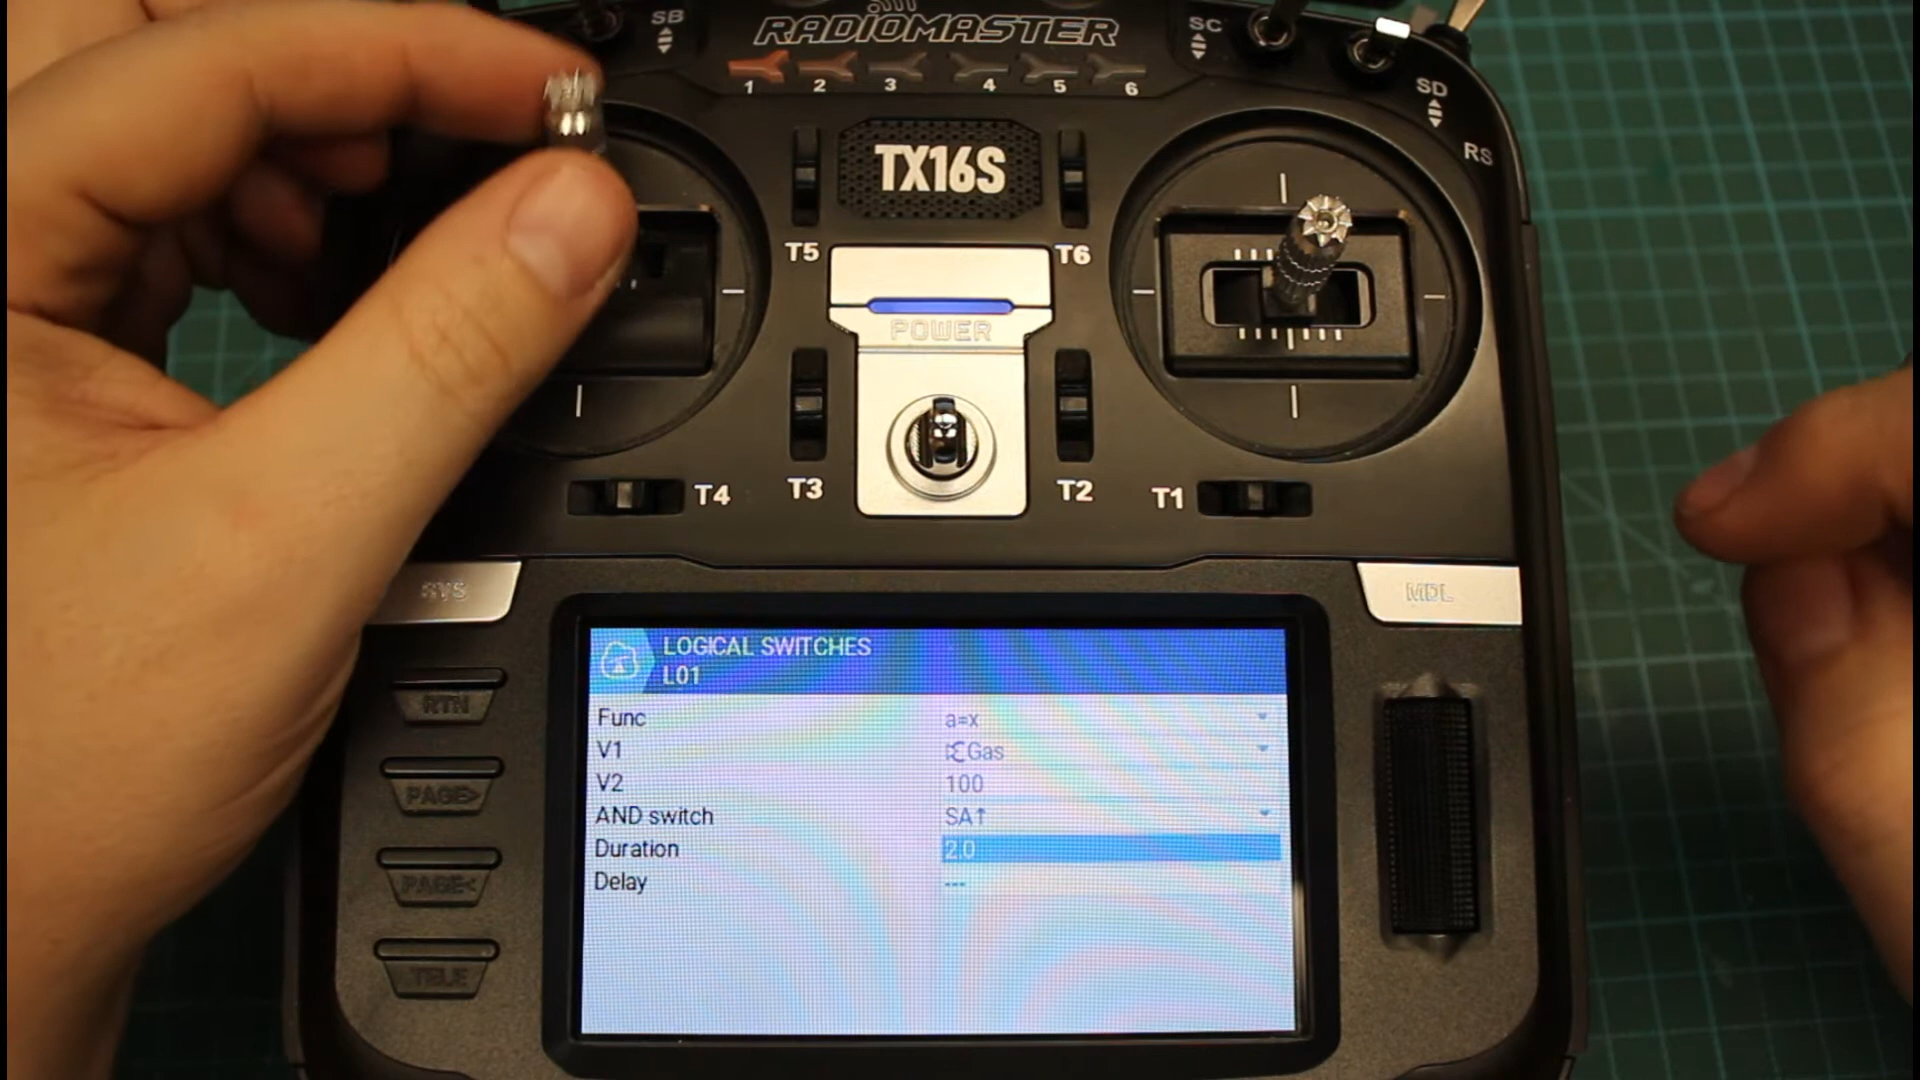 SB
RADIOMASTER
SC
1 2 3 4 5 6
SD
RS
TX16S
T5
T6
POWER
T4
T3
T2
T1
SYS
MDL
RTN
PAGE>
PAGE<
TELE
LOGICAL SWITCHES
L01
Func a=x
V1 Gas
V2 100
AND switch SA↑
Duration 2.0
Delay ---